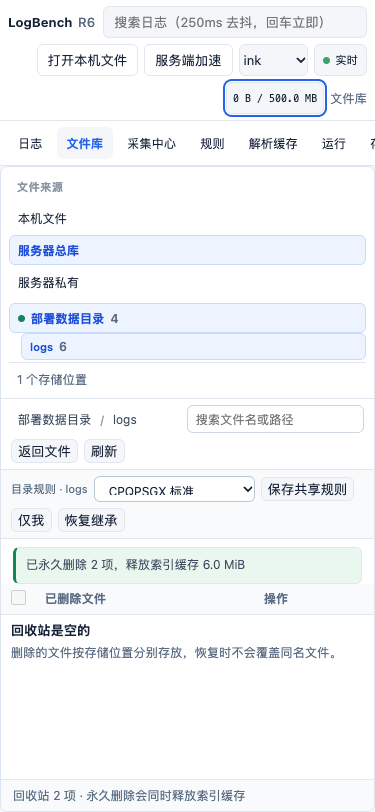 LogBench R6 搜索日志（250ms 去抖，回车立即）
打开本机文件 服务端加速 ink 实时
0 B / 500.0 MB 文件库
日志 文件库 采集中心 规则 解析缓存 运行
文件来源
本机文件
服务器总库
服务器私有
部署数据目录 4
logs 6
1 个存储位置
部署数据目录 / logs 搜索文件名或路径
返回文件 刷新
目录规则 · logs CPQPSGX 标准 保存共享规则
仅我 恢复继承
已永久删除 2 项，释放索引缓存 6.0 MiB
已删除文件 操作
回收站是空的
删除的文件按存储位置分别存放，恢复时不会覆盖同名文件。
回收站 2 项 · 永久删除会同时释放索引缓存